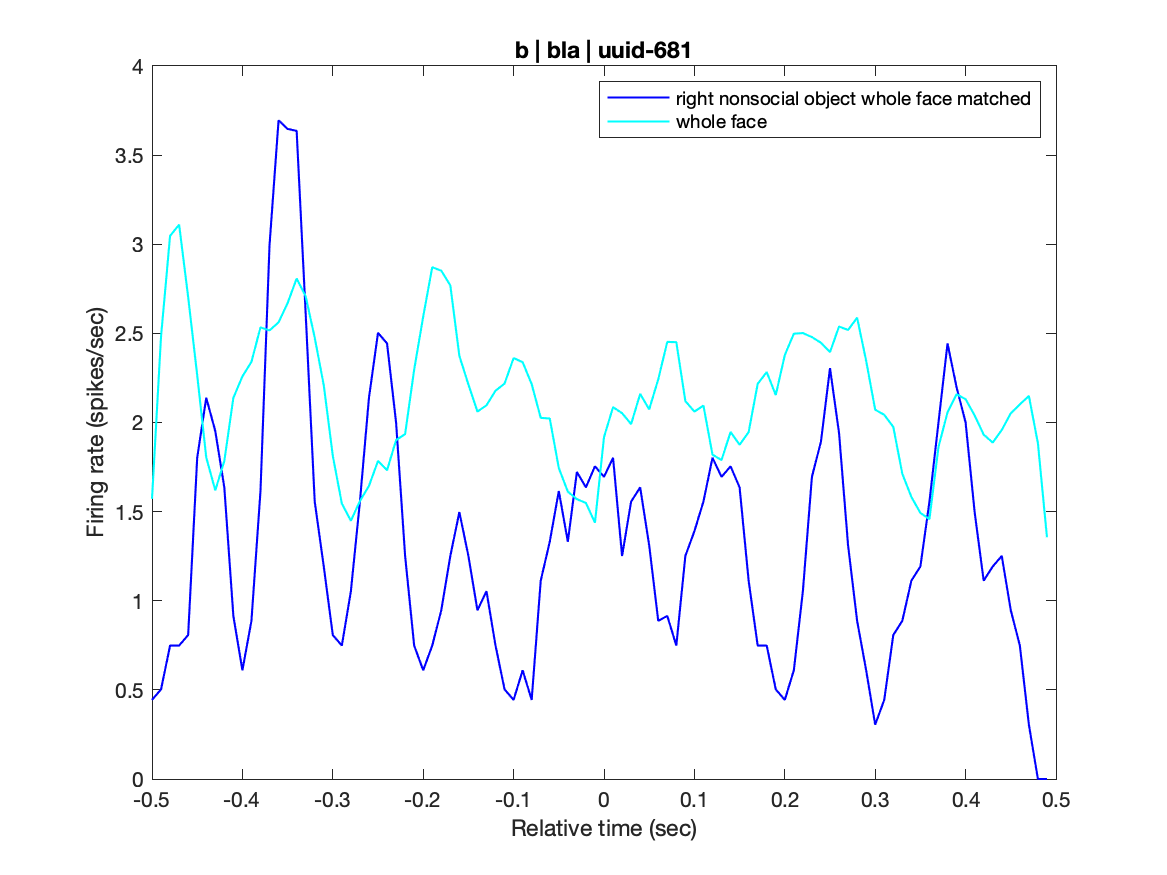 b | bla | uuid-681
right nonsocial object whole face matched
whole face
4
3.5
3
2.5
2
1.5
1
0.5
0
Firing rate (spikes/sec)
-0.5 -0.4 -0.3 -0.2 -0.1 0 0.1 0.2 0.3 0.4 0.5
Relative time (sec)